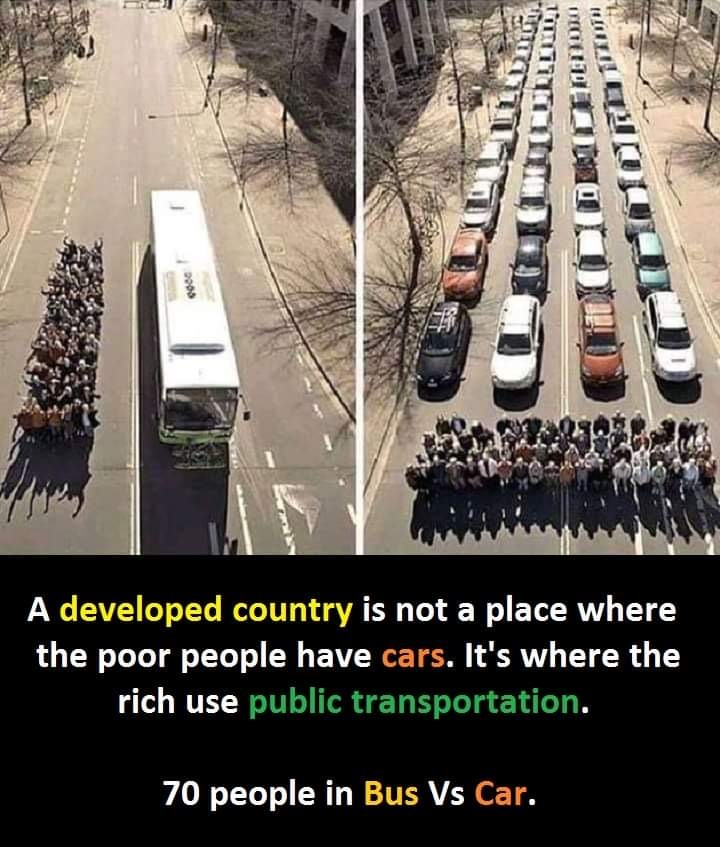 A developed country is not a place where
the poor people have cars. It's where the
rich use public transportation.
70 people in Bus Vs Car.